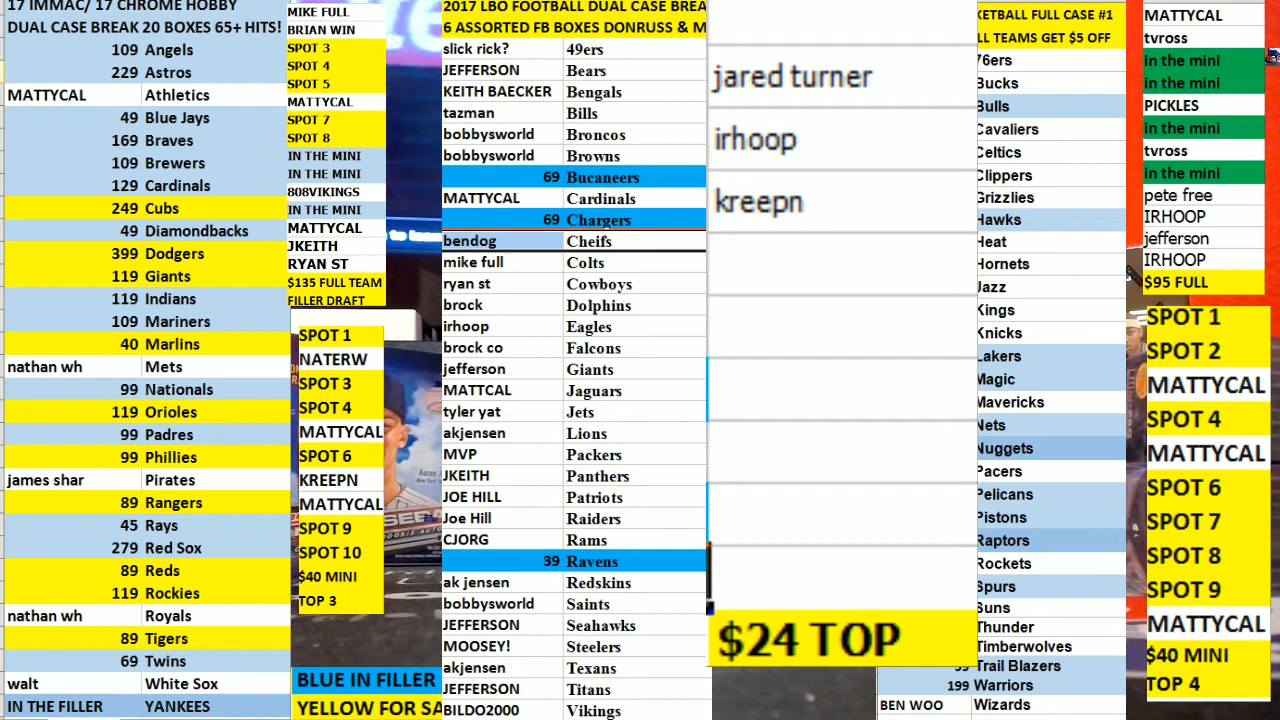 17 IMMAC/ 17 CHROME HOBBY
DUAL CASE BREAK 20 BOXES 65+ HITS!
109 Angels
229 Astros
MATTYCAL Athletics
49 Blue Jays
169 Braves
109 Brewers
129 Cardinals
249 Cubs
49 Diamondbacks
399 Dodgers
119 Giants
119 Indians
109 Mariners
40 Marlins
nathan wh Mets
99 Nationals
119 Orioles
99 Padres
99 Phillies
james shar Pirates
89 Rangers
45 Rays
279 Red Sox
89 Reds
119 Rockies
nathan wh Royals
89 Tigers
69 Twins
walt White Sox
IN THE FILLER YANKEES
MIKE FULL
BRIAN WIN
SPOT 3
SPOT 4
SPOT 5
MATTYCAL
SPOT 7
SPOT 8
IN THE MINI
IN THE MINI
808VIKINGS
IN THE MINI
MATTYCAL
JKEITH
RYAN ST
$135 FULL TEAM
FILLER DRAFT
SPOT 1
NATERW
SPOT 3
SPOT 4
MATTYCAL
SPOT 6
KREEPN
MATTYCAL
SPOT 9
SPOT 10
$40 MINI
TOP 3
BLUE IN FILLER
YELLOW FOR SA
2017 LBO FOOTBALL DUAL CASE BREA
6 ASSORTED FB BOXES DONRUSS & M
slick rick? 49ers
JEFFERSON Bears
KEITH BAECKER Bengals
tazman Bills
bobbysworld Broncos
bobbysworld Browns
69 Bucaneers
MATTYCAL Cardinals
69 Chargers
bendog Cheifs
mike full Colts
ryan st Cowboys
brock Dolphins
irhoop Eagles
brock co Falcons
jefferson Giants
MATTCAL Jaguars
tyler yat Jets
akjensen Lions
MVP Packers
JKEITH Panthers
JOE HILL Patriots
Joe Hill Raiders
CJORG Rams
39 Ravens
ak jensen Redskins
bobbysworld Saints
JEFFERSON Seahawks
MOOSEY! Steelers
akjensen Texans
JEFFERSON Titans
BILDO2000 Vikings
jared turner
irhoop
kreepn
$24 TOP
KETBALL FULL CASE #1
LL TEAMS GET $5 OFF
76ers
Bucks
Bulls
Cavaliers
Celtics
Clippers
Grizzlies
Hawks
Heat
Hornets
Jazz
Kings
Knicks
Lakers
Magic
Mavericks
Nets
Nuggets
Pacers
Pelicans
Pistons
Raptors
Rockets
Spurs
Suns
Thunder
Timberwolves
Trail Blazers
199 Warriors
BEN WOO Wizards
MATTYCAL
tvross
in the mini
in the mini
PICKLES
in the mini
tvross
in the mini
pete free
IRHOOP
jefferson
IRHOOP
$95 FULL
SPOT 1
SPOT 2
MATTYCAL
SPOT 4
MATTYCAL
SPOT 6
SPOT 7
SPOT 8
SPOT 9
MATTYCAL
$40 MINI
TOP 4